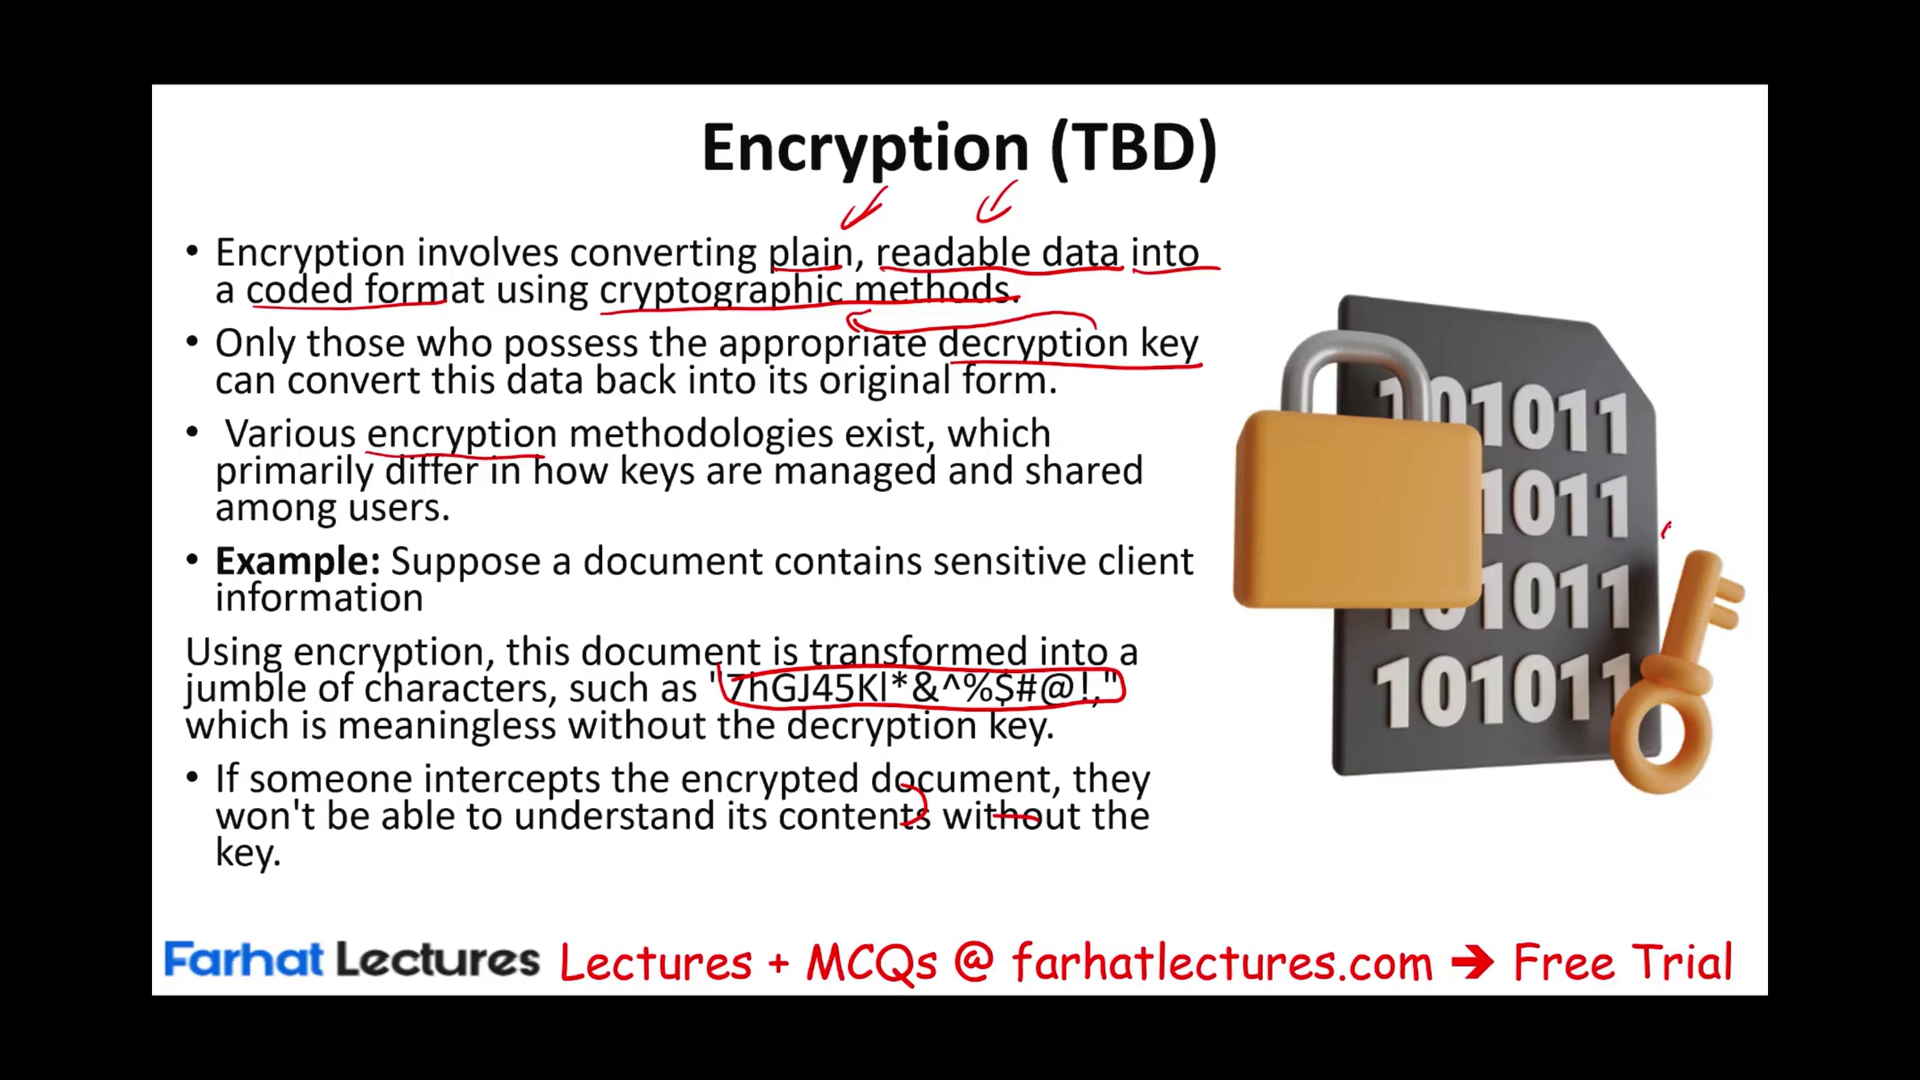 Encryption (TBD)
• Encryption involves converting plain, readable data into
a coded format using cryptographic methods.
• Only those who possess the appropriate decryption key
can convert this data back into its original form.
• Various encryption methodologies exist, which
primarily differ in how keys are managed and shared
among users.
• Example: Suppose a document contains sensitive client
information
Using encryption, this document is transformed into a
jumble of characters, such as "7hGJ45Kl*&^%$#@!,"
which is meaningless without the decryption key.
• If someone intercepts the encrypted document, they
won't be able to understand its contents without the
key.
101011
1011
101011
101011
Farhat Lectures Lectures + MCQs @ farhatlectures.com → Free Trial